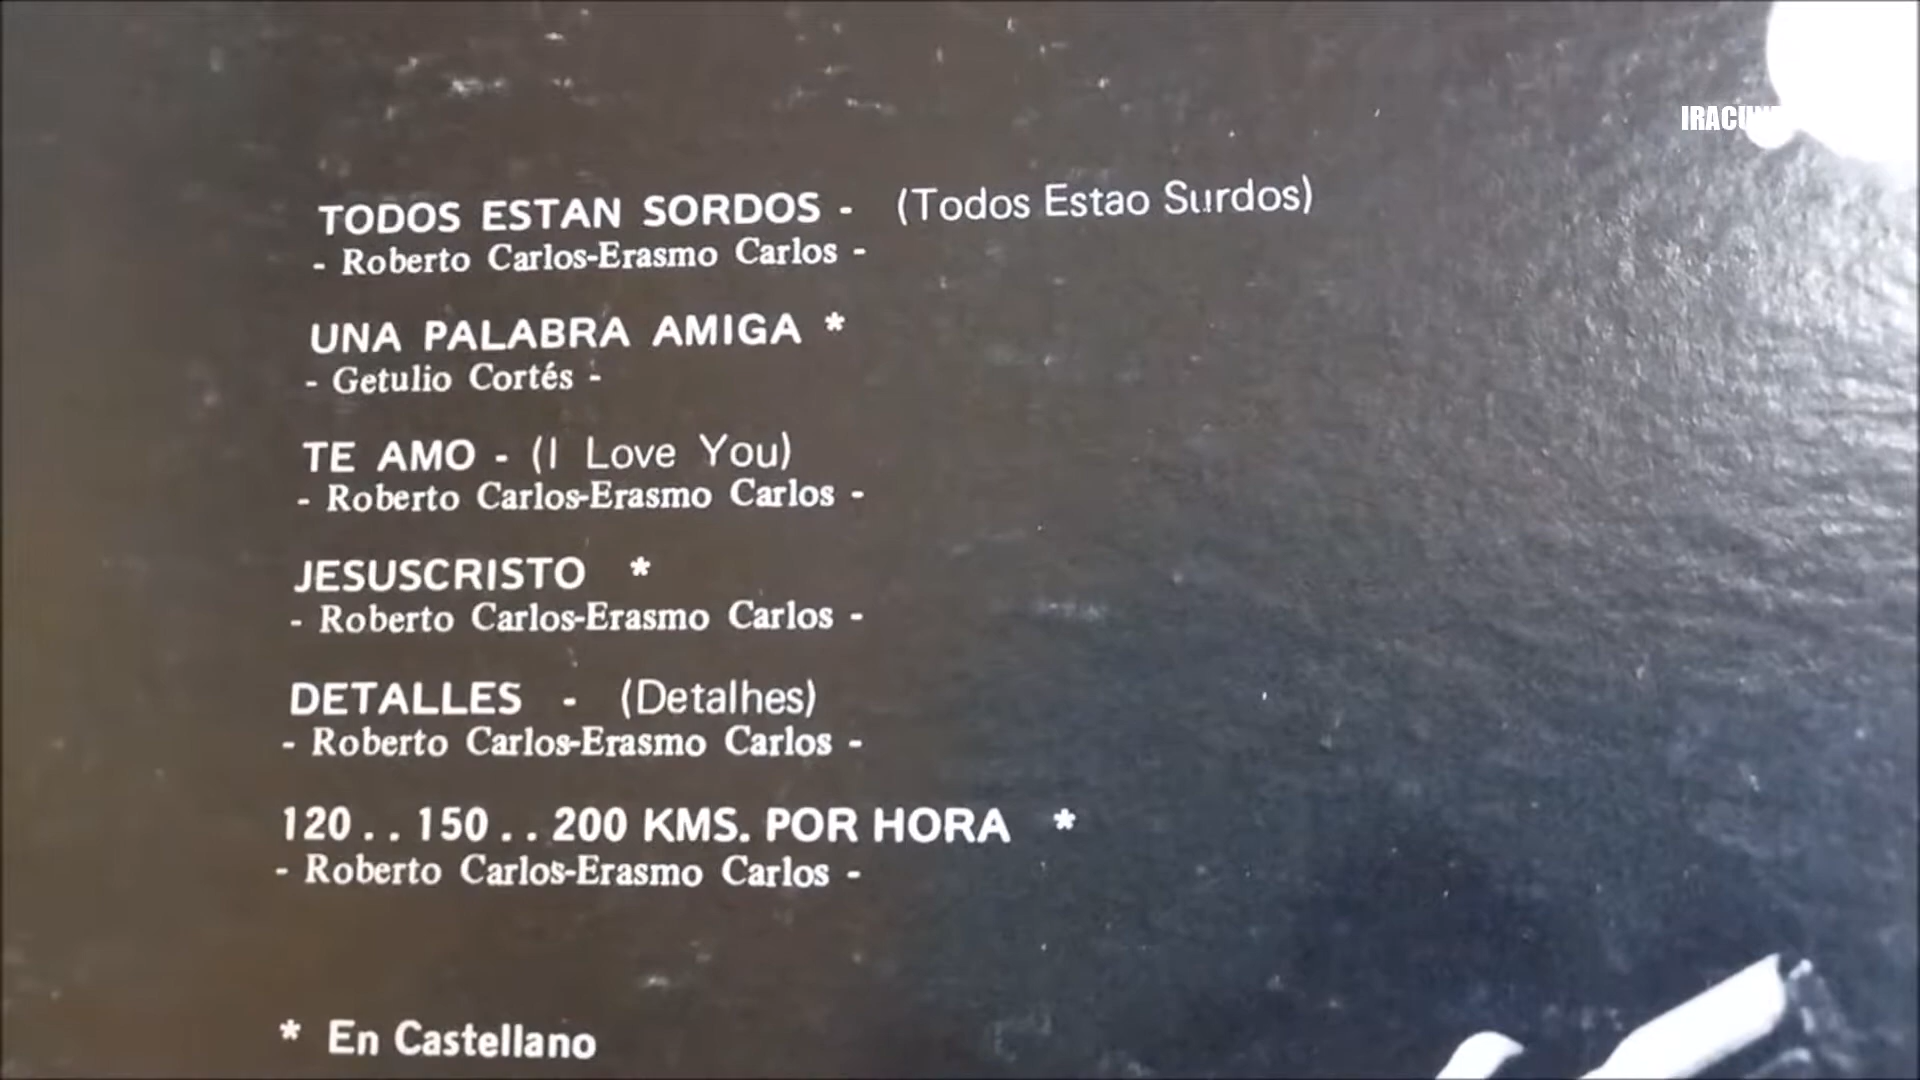 IRACUN
TODOS ESTAN SORDOS - (Todos Estao Surdos)
- Roberto Carlos-Erasmo Carlos -
UNA PALABRA AMIGA *
- Getulio Cortés -
TE AMO - (I Love You)
- Roberto Carlos-Erasmo Carlos -
JESUSCRISTO *
- Roberto Carlos-Erasmo Carlos -
DETALLES - (Detalhes)
- Roberto Carlos-Erasmo Carlos -
120 . . 150 . . 200 KMS. POR HORA *
- Roberto Carlos-Erasmo Carlos -
* En Castellano